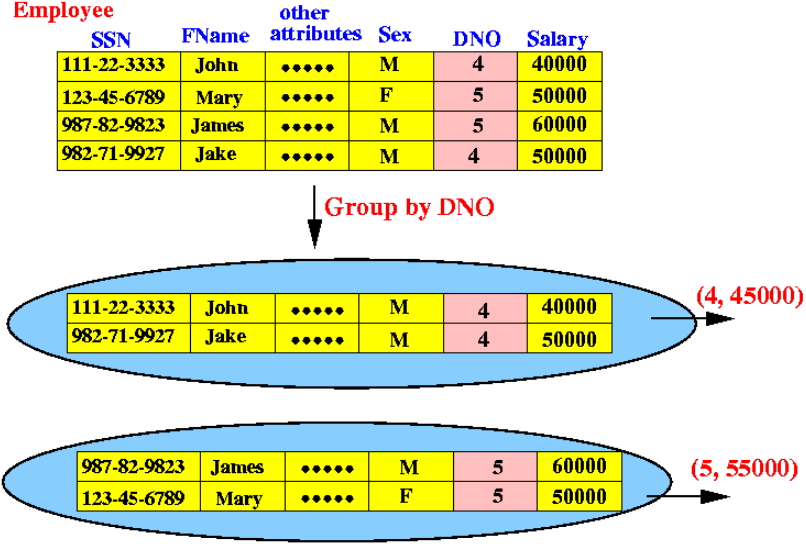 Employee
SSN FName other attributes Sex DNO Salary
111-22-3333 John ••••• M 4 40000
123-45-6789 Mary ••••• F 5 50000
987-82-9823 James ••••• M 5 60000
982-71-9927 Jake ••••• M 4 50000
Group by DNO
111-22-3333 John ••••• M 4 40000
982-71-9927 Jake ••••• M 4 50000
(4, 45000)
987-82-9823 James ••••• M 5 60000
123-45-6789 Mary ••••• F 5 50000
(5, 55000)